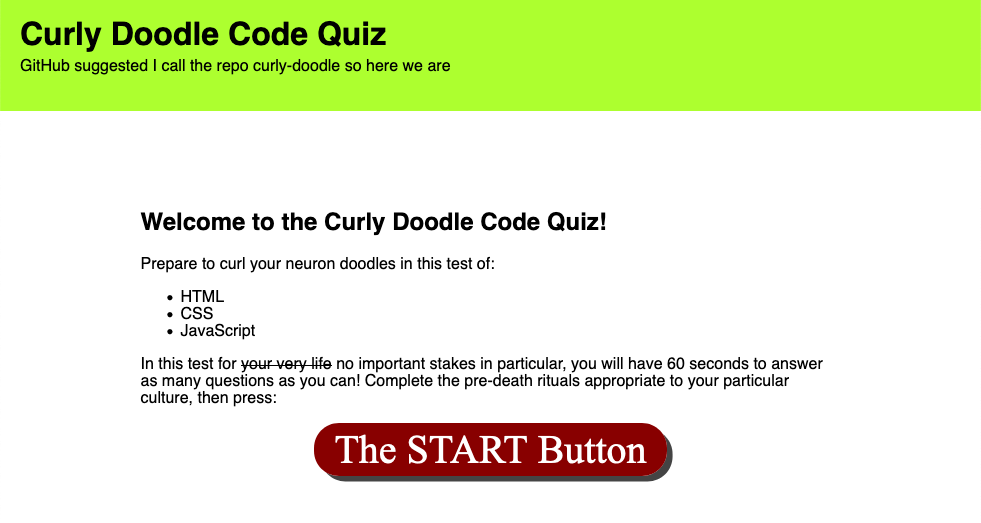 Curly Doodle Code Quiz
GitHub suggested I call the repo curly-doodle so here we are
Welcome to the Curly Doodle Code Quiz!
Prepare to curl your neuron doodles in this test of:
• HTML
• CSS
• JavaScript
In this test for your very life no important stakes in particular, you will have 60 seconds to answer
as many questions as you can! Complete the pre-death rituals appropriate to your particular
culture, then press:
The START Button